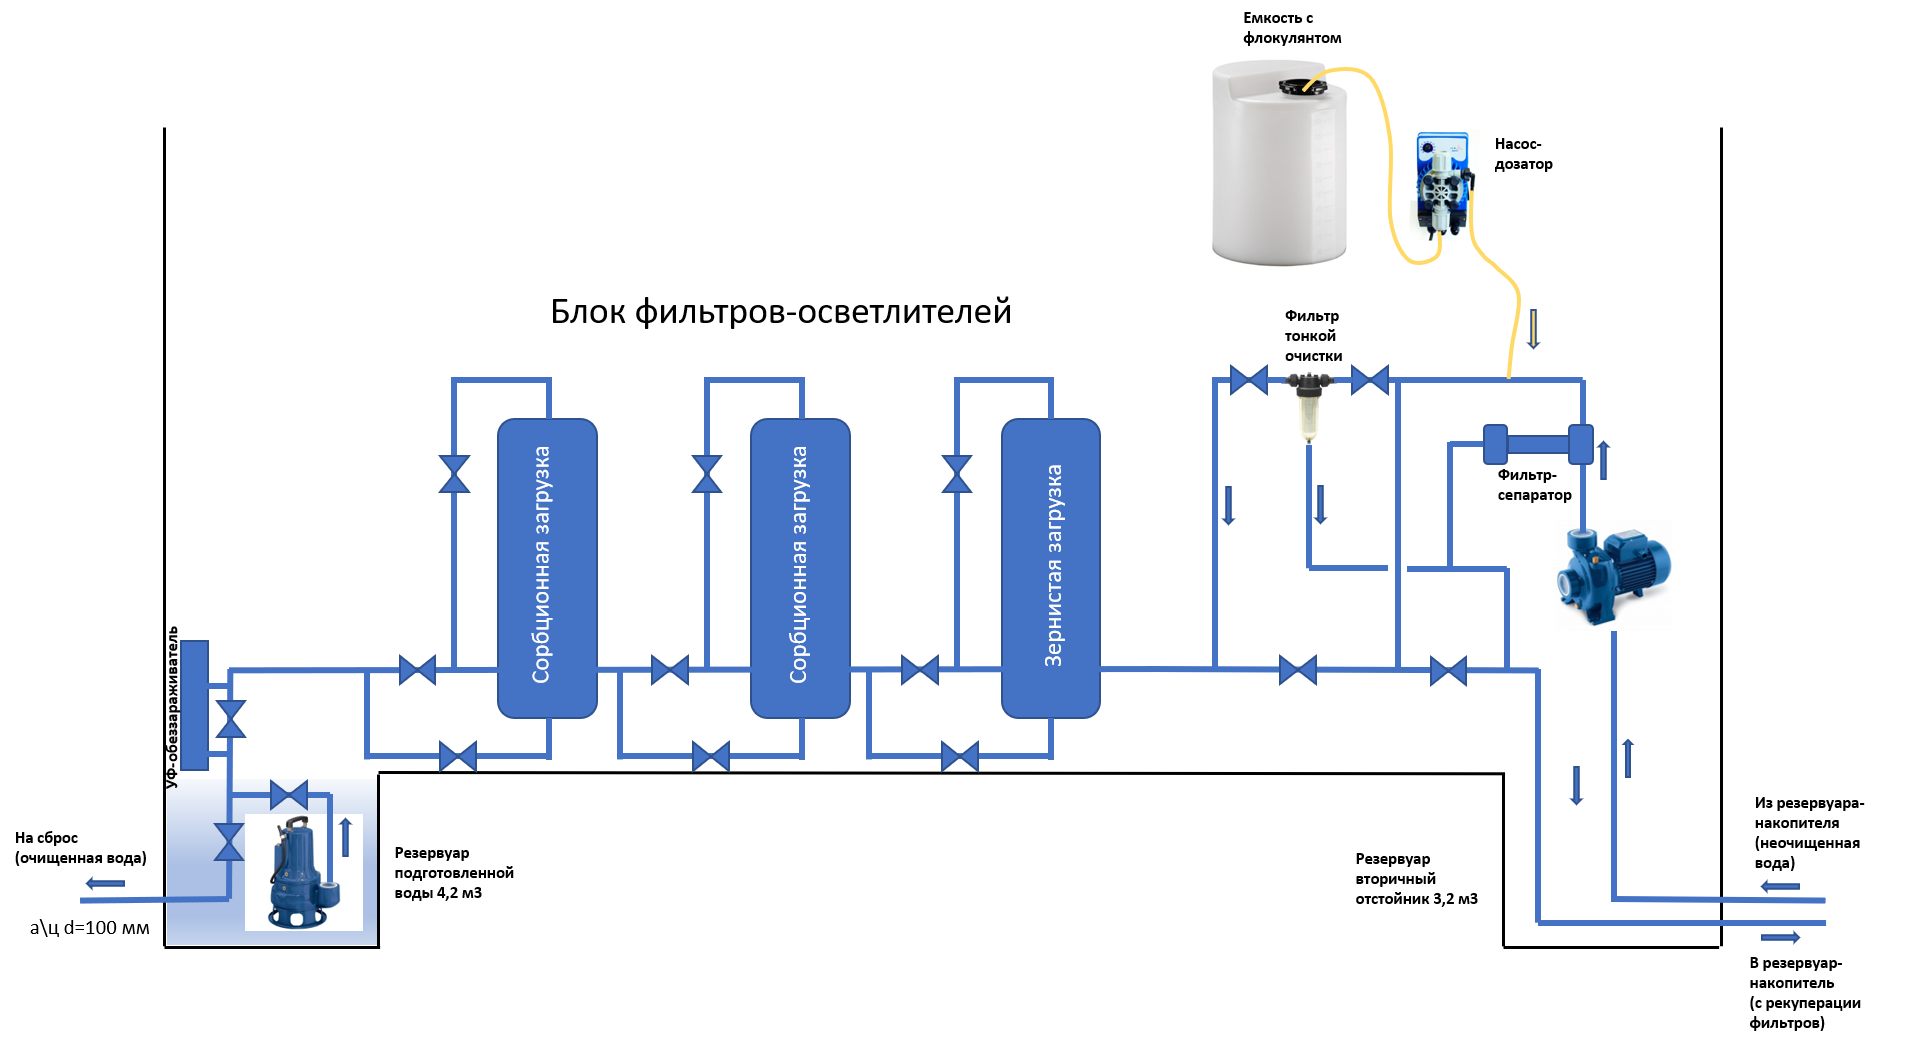 Емкость с
флокулянтом
Насос-
дозатор
Блок фильтров-осветлителей
Фильтр
тонкой
очистки
Фильтр-
сепаратор
Сорбционная загрузка
Сорбционная загрузка
Зернистая загрузка
УФ-обеззараживатель
На сброс
(очищенная вода)
а\ц d=100 мм
Резервуар
подготовленной
воды 4,2 м3
Резервуар
вторичный
отстойник 3,2 м3
Из резервуара-
накопителя
(неочищенная
вода)
В резервуар-
накопитель
(с рекуперации
фильтров)